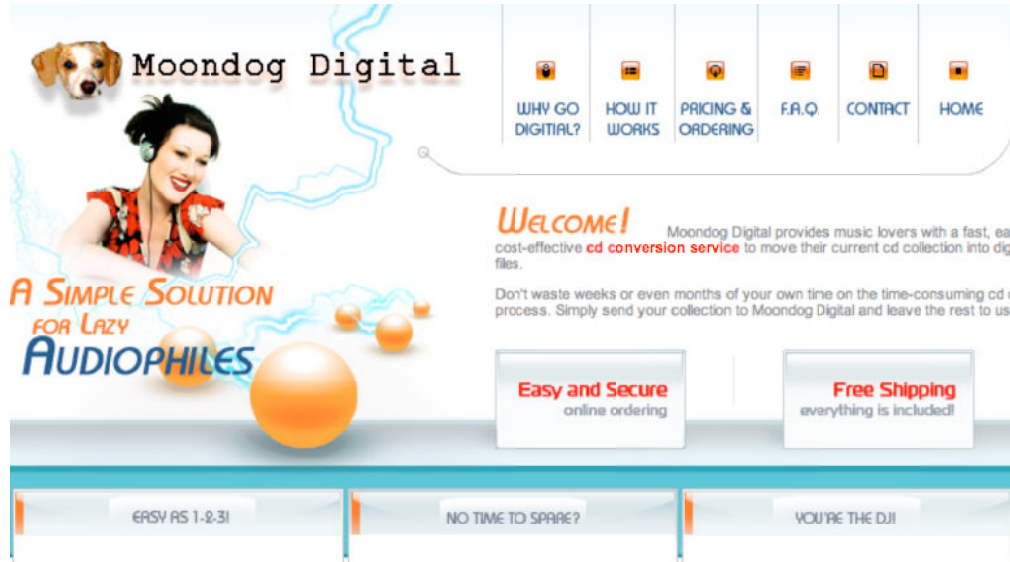 Moondog Digital
WHY GO
DIGITIAL?
HOW IT
WORKS
PRICING &
ORDERING
F.A.Q
CONTACT
HOME
WELCOME!
Moondog Digital provides music lovers with a fast,
cost-effective cd conversion service to move their current cd collection into
files.
Don't waste weeks or even months of your own time on the time-consuming cd
process. Simply send your collection to Moondog Digital and leave the rest to us
A SIMPLE SOLUTION
FOR LAZY
AUDIOPHILES
Easy and Secure
online ordering
Free Shipping
everything is included!
EASY AS 1-2-3!
NO TIME TO SPARE?
YOU'RE THE DJ!